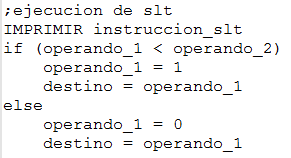 ;ejecucion de slt
IMPRIMIR instruccion_slt
if (operando_1 < operando_2)
    operando_1 = 1
    destino = operando_1
else
    operando_1 = 0
    destino = operando_1